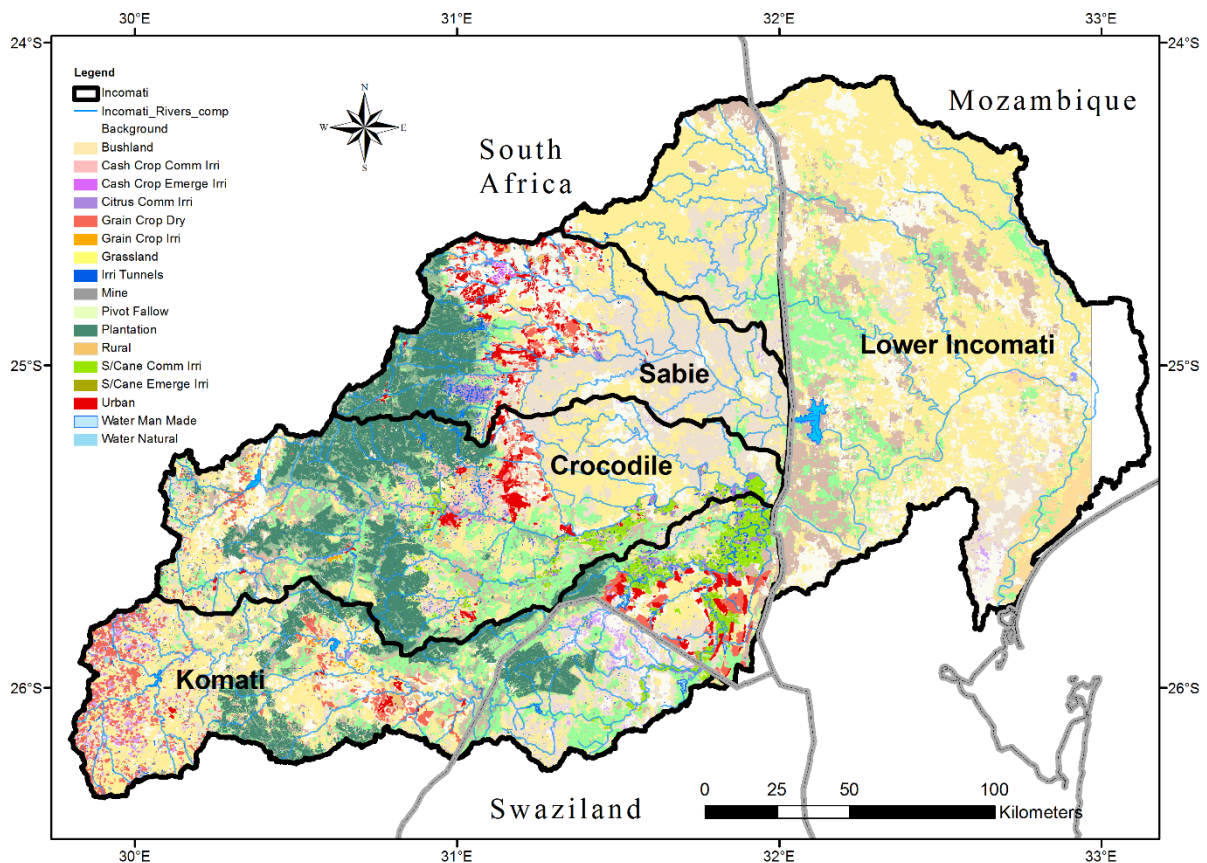 30°E 31°E 32°E 33°E
24°S 24°S
Legend
Incomati
Incomati_Rivers_comp
Background
Bushland
Cash Crop Comm Irri
Cash Crop Emerge Irri
Citrus Comm Irri
Grain Crop Dry
Grain Crop Irri
Grassland
Irri Tunnels
Mine
Pivot Fallow
Plantation
Rural
S/Cane Comm Irri
S/Cane Emerge Irri
Urban
Water Man Made
Water Natural
N
W E
S
Mozambique
South
Africa
25°S 25°S
Lower Incomati
Sabie
Crocodile
Komati
26°S 26°S
Swaziland
0 25 50 100
Kilometers
30°E 31°E 32°E 33°E